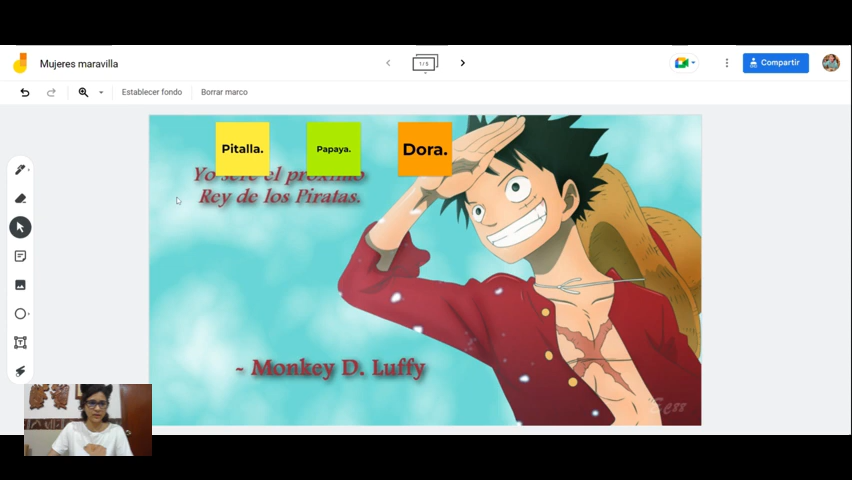 Mujeres maravilla
1/5
Compartir
Establecer fondo
Borrar marco
Pitalla.
Papaya.
Dora.
Yo seré el próximo
Rey de los Piratas.
~ Monkey D. Luffy